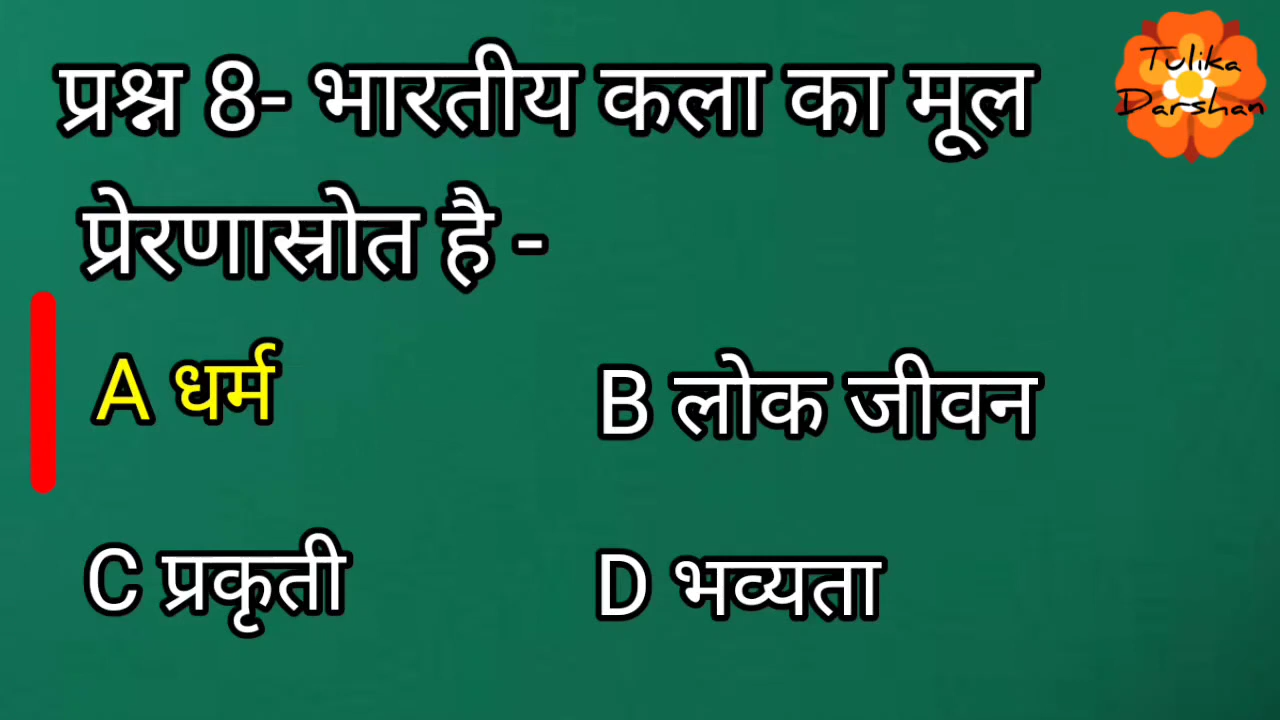 प्रश्न 8- भारतीय कला का मूल
प्रेरणास्रोत है -
A धर्म
B लोक जीवन
C प्रकृती
D भव्यता
Tulika
Darshan